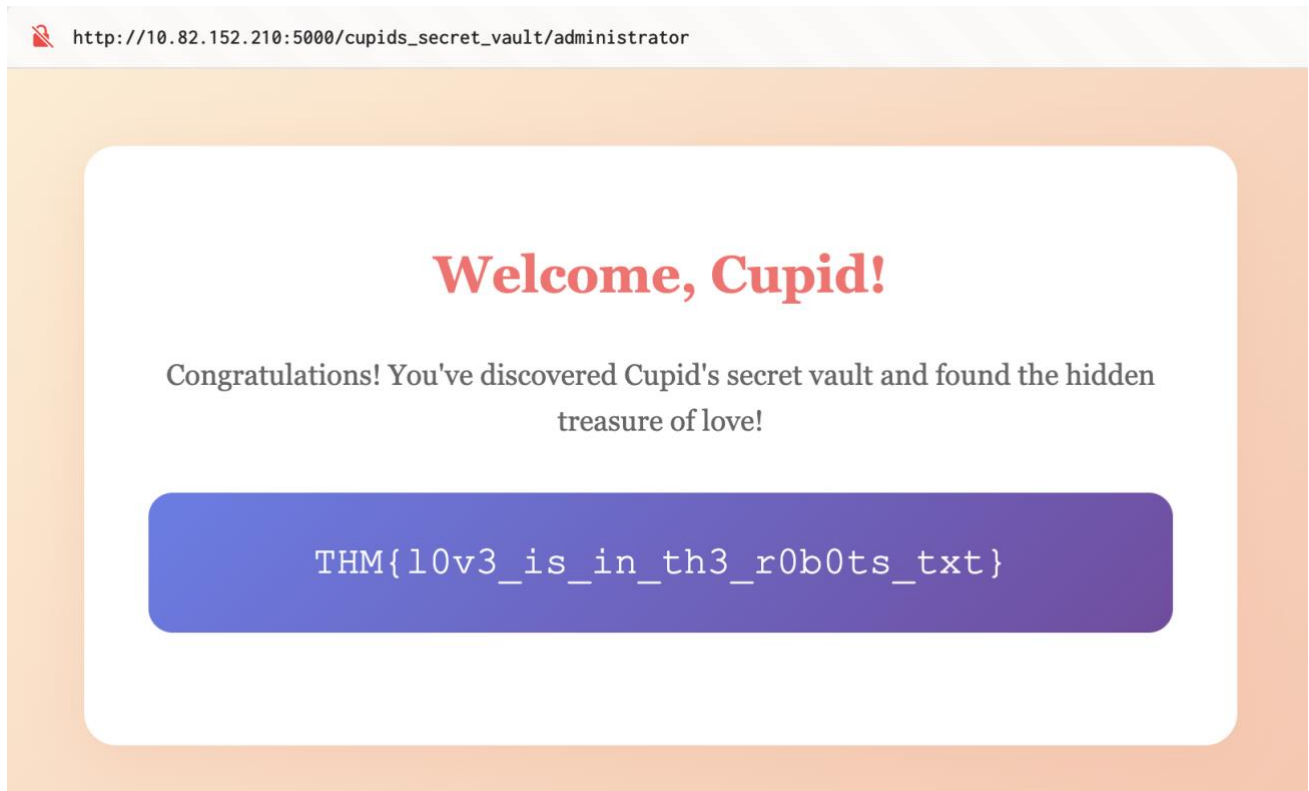 http://10.82.152.210:5000/cupids_secret_vault/administrator
Welcome, Cupid!
Congratulations! You've discovered Cupid's secret vault and found the hidden
treasure of love!
THM{l0v3_is_in_th3_r0b0ts_txt}